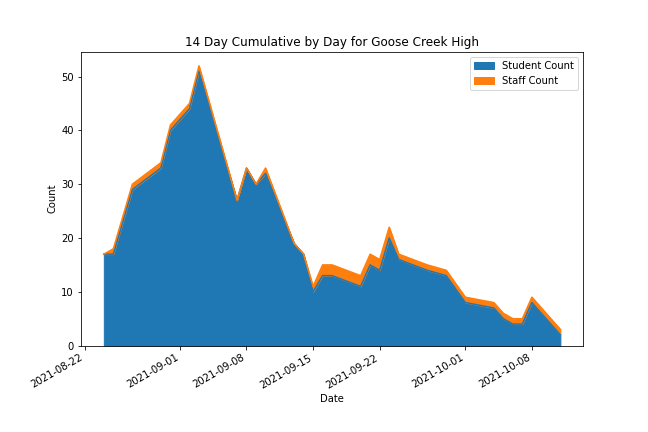 14 Day Cumulative by Day for Goose Creek High
Student Count
Staff Count
Count
50
40
30
20
10
0
2021-08-22
2021-09-01
2021-09-08
2021-09-15
2021-09-22
2021-10-01
2021-10-08
Date